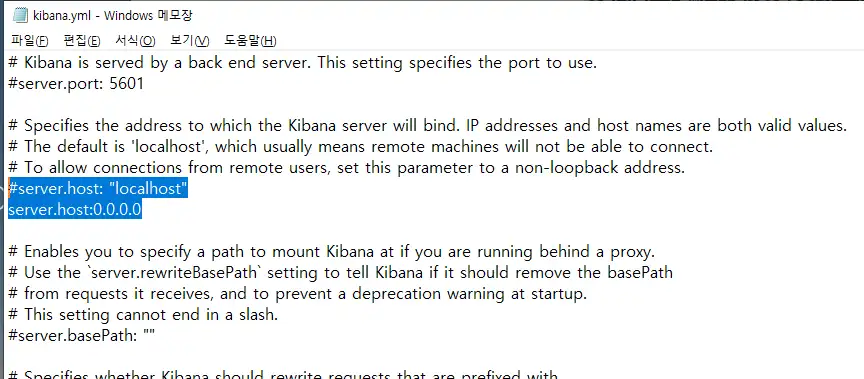 kibana.yml - Windows 메모장
파일(F) 편집(E) 서식(O) 보기(V) 도움말(H)
# Kibana is served by a back end server. This setting specifies the port to use.
#server.port: 5601
# Specifies the address to which the Kibana server will bind. IP addresses and host names are both valid values.
# The default is 'localhost', which usually means remote machines will not be able to connect.
# To allow connections from remote users, set this parameter to a non-loopback address.
#server.host: "localhost"
server.host:0.0.0.0
# Enables you to specify a path to mount Kibana at if you are running behind a proxy.
# Use the `server.rewriteBasePath` setting to tell Kibana if it should remove the basePath
# from requests it receives, and to prevent a deprecation warning at startup.
# This setting cannot end in a slash.
#server.basePath: ""
# Specifies whether Kibana should rewrite requests that are prefixed with